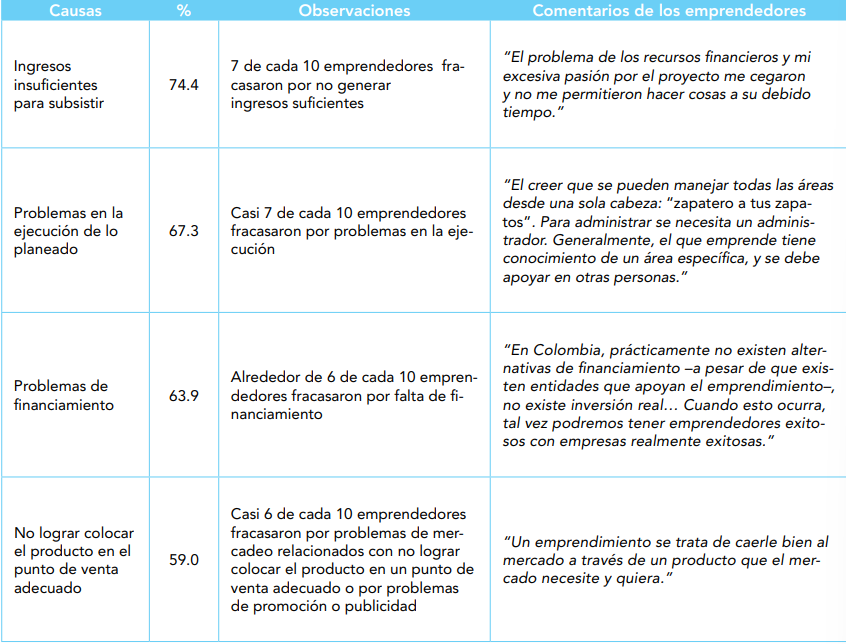 Causas % Observaciones Comentarios de los emprendedores
Ingresos
insuficientes
para subsistir
74.4
7 de cada 10 emprendedores fra-
casaron por no generar
ingresos suficientes
“El problema de los recursos financieros y mi
excesiva pasión por el proyecto me cegaron
y no me permitieron hacer cosas a su debido
tiempo.”
Problemas en la
ejecución de lo
planeado
67.3
Casi 7 de cada 10 emprendedores
fracasaron por problemas en la eje-
cución
“El creer que se pueden manejar todas las áreas
desde una sola cabeza: “zapatero a tus zapa-
tos”. Para administrar se necesita un adminis-
trador. Generalmente, el que emprende tiene
conocimiento de un área específica, y se debe
apoyar en otras personas.”
Problemas de
financiamiento
63.9
Alrededor de 6 de cada 10 empren-
dedores fracasaron por falta de fi-
nanciamiento
“En Colombia, prácticamente no existen alter-
nativas de financiamiento –a pesar de que exis-
ten entidades que apoyan el emprendimiento–,
no existe inversión real… Cuando esto ocurra,
tal vez podremos tener emprendedores exito-
sos con empresas realmente exitosas.”
No lograr colocar
el producto en el
punto de venta
adecuado
59.0
Casi 6 de cada 10 emprendedores
fracasaron por problemas de mer-
cadeo relacionados con no lograr
colocar el producto en un punto de
venta adecuado o por problemas
de promoción o publicidad
“Un emprendimiento se trata de caerle bien al
mercado a través de un producto que el mer-
cado necesite y quiera.”